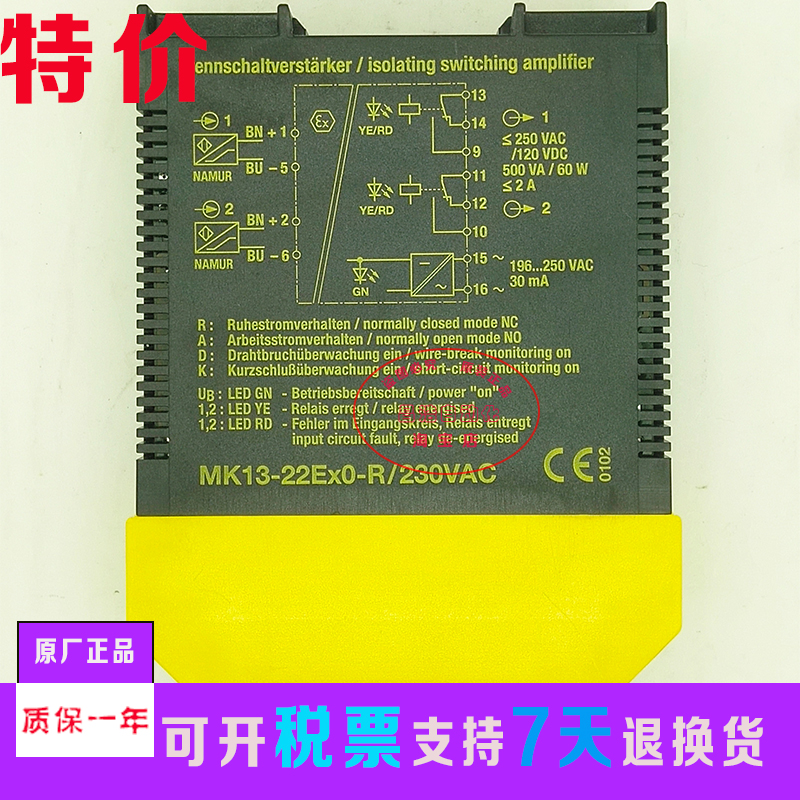 特价
ennschaltverstärker / isolating switching amplifier
1
BN + 1
BU - 5
NAMUR
2
BN + 2
BU - 6
NAMUR
Ex
YE/RD
13
14
9
YE/RD
11
12
10
GN
15 ~
16 ~
1
≤ 250 VAC
/120 VDC
500 VA / 60 W
≤ 2 A
2
196...250 VAC
30 mA
R : Ruhestromverhalten / normally closed mode NC
A : Arbeitsstromverhalten / normally open mode NO
D : Drahtbruchüberwachung ein / wire-break monitoring on
K : Kurzschlußüberwachung ein / short-circuit monitoring on
UB : LED GN - Betriebsbereitschaft / power "on"
1,2 : LED YE - Relais erregt / relay energised
1,2 : LED RD - Fehler im Eingangskreis, Relais entregt
input circuit fault, relay de-energised
MK13-22Ex0-R/230VAC
CE 0102
原厂正品
质保一年
可开税票支持7天退换货